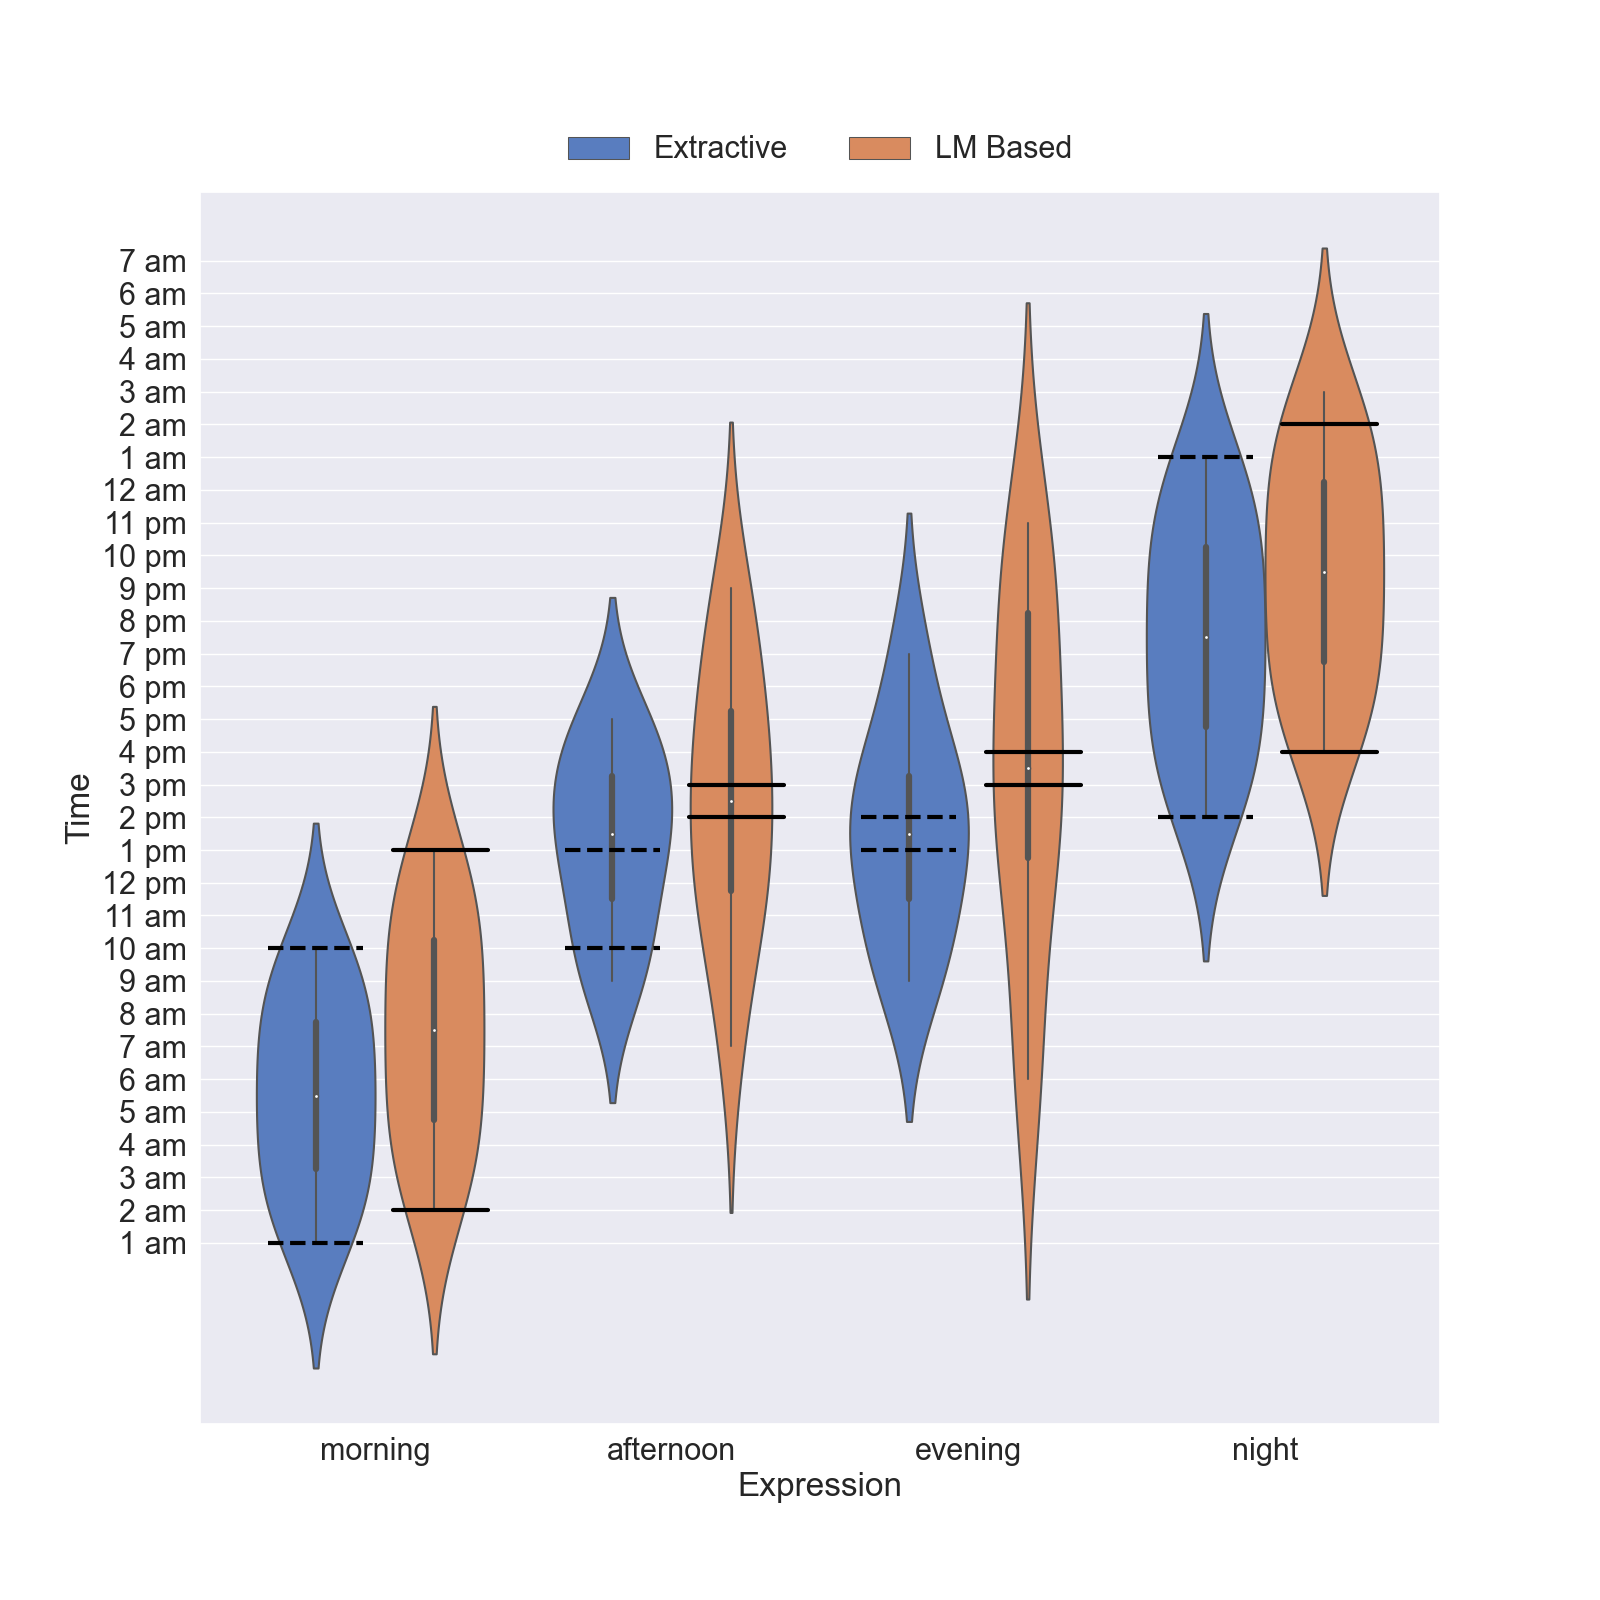 Extractive LM Based
7 am
6 am
5 am
4 am
3 am
2 am
1 am
12 am
11 pm
10 pm
9 pm
8 pm
7 pm
6 pm
5 pm
4 pm
3 pm
2 pm
1 pm
12 pm
11 am
10 am
9 am
8 am
7 am
6 am
5 am
4 am
3 am
2 am
1 am
Time
morning afternoon evening night
Expression